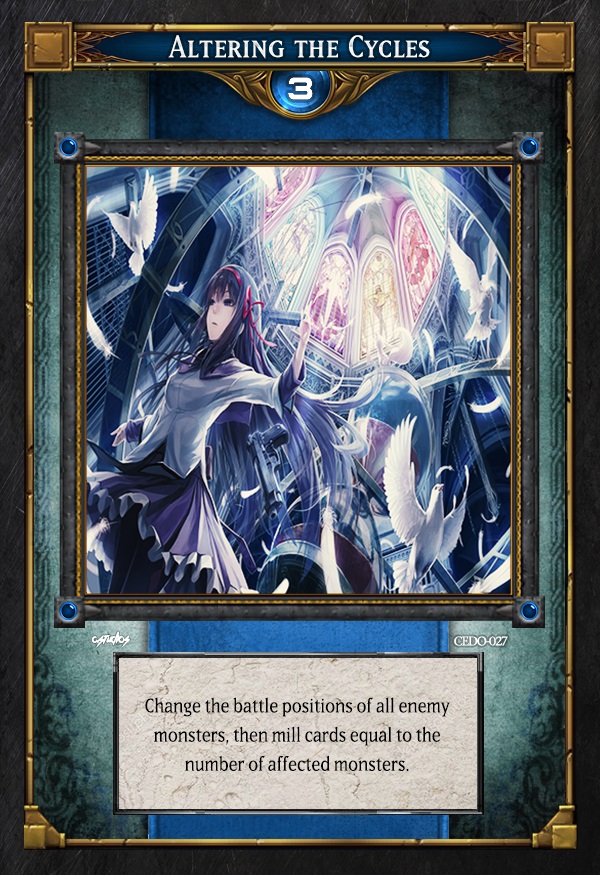 Altering the Cycles
3
CEDO-027
Change the battle positions of all enemy
monsters, then mill cards equal to the
number of affected monsters.